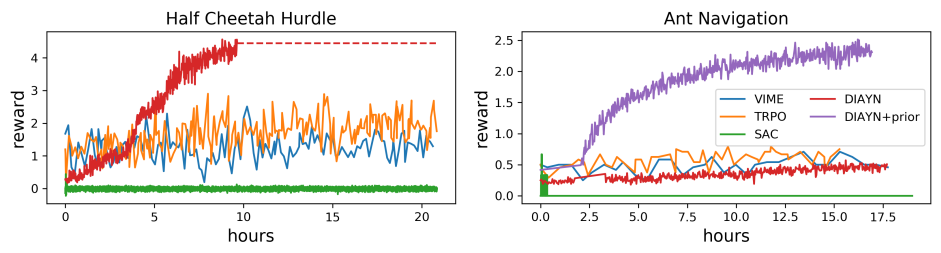 Half Cheetah Hurdle
reward
4
3
2
1
0
0
5
10
15
20
hours
Ant Navigation
reward
2.5
2.0
1.5
1.0
0.5
0.0
VIME
TRPO
SAC
DIAYN
DIAYN+prior
0.0
2.5
5.0
7.5
10.0
12.5
15.0
17.5
hours